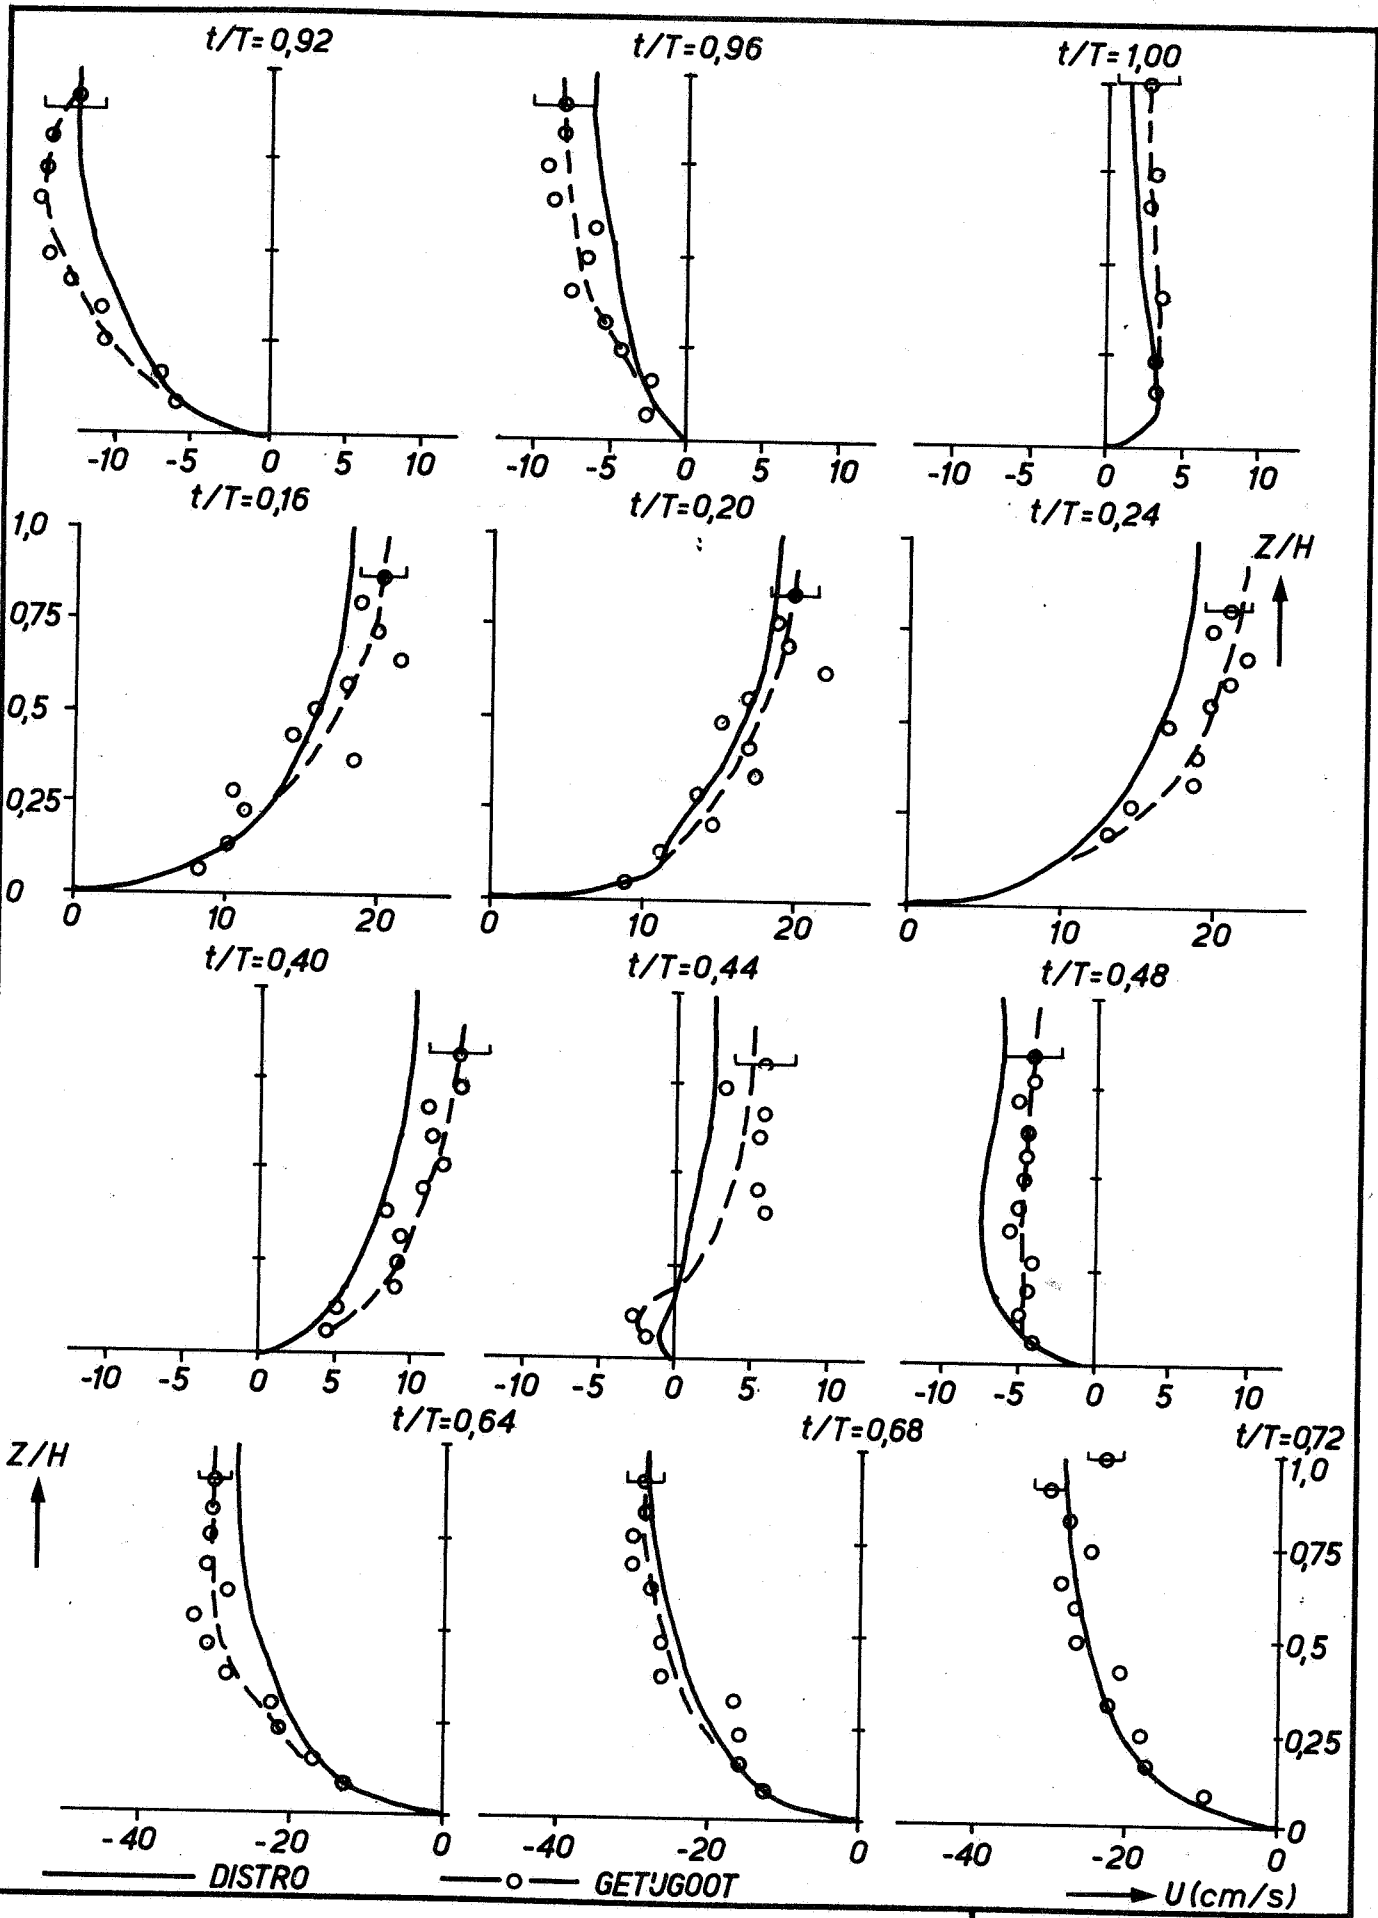 t/T=0,92 t/T=0,96 t/T=1,00
-10 -5 0 5 10 -10 -5 0 5 10 -10 -5 0 5 10
t/T=0,16 t/T=0,20 t/T=0,24
1,0
Z/H
0,75
0,5
0,25
0
0 10 20 0 10 20 0 10 20
t/T=0,40 t/T=0,44 t/T=0,48
-10 -5 0 5 10 -10 -5 0 5 10 -10 -5 0 5 10
t/T=0,64 t/T=0,68 t/T=0,72
Z/H
1,0
0,75
0,5
0,25
0
-40 -20 0 -40 -20 0 -40 -20 0
DISTRO GETIJGOOT U(cm/s)